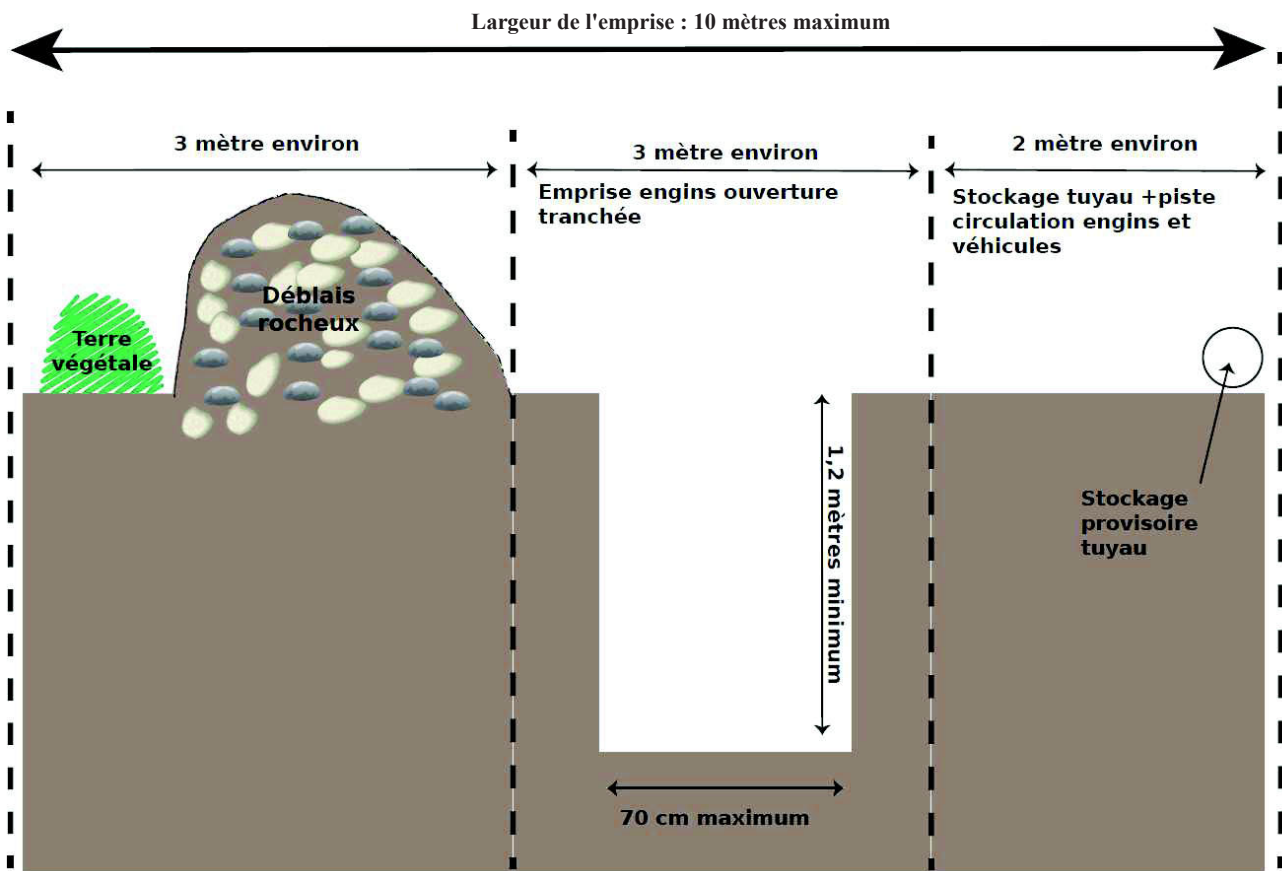 Largeur de l'emprise : 10 mètres maximum
3 mètre environ
3 mètre environ
2 mètre environ
Emprise engins ouverture
tranchée
Stockage tuyau +piste
circulation engins et
véhicules
Déblais
rocheux
Terre
végétale
1,2 mètres minimum
Stockage
provisoire
tuyau
70 cm maximum